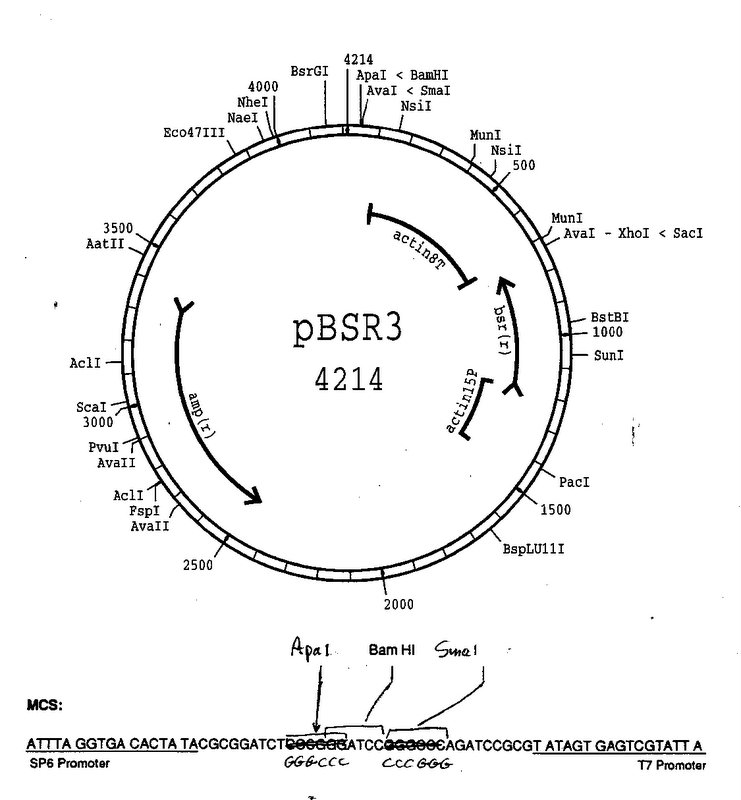 4214
BsrGI
ApaI < BamHI
4000
AvaI < SmaI
NheI
NsiI
NaeI
Eco47III
MunI
NsiI
500
MunI
3500
AvaI - XhoI < SacI
AatII
actin8T
bsr(r)
BstBI
pBSR3
1000
SunI
AclI
4214
actin15P
amp(r)
ScaI
3000
PvuI
AvaII
PacI
AclI
FspI
1500
AvaII
BspLU11I
2500
2000
ApaI Bam HI SmaI
MCS:
ATTTA GGTGA CACTA TACGCGGATCT GATCC AGATCCGCGT ATAGT GAGTCGTATT A
SP6 Promoter GGGCCC CCCGGG T7 Promoter